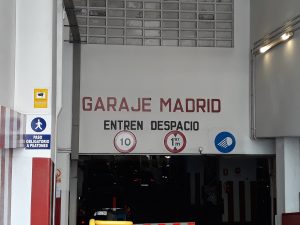 GARAJE MADRID
ENTREN DESPACIO
10
PASO
OBLIGATORIO
A PEATONES